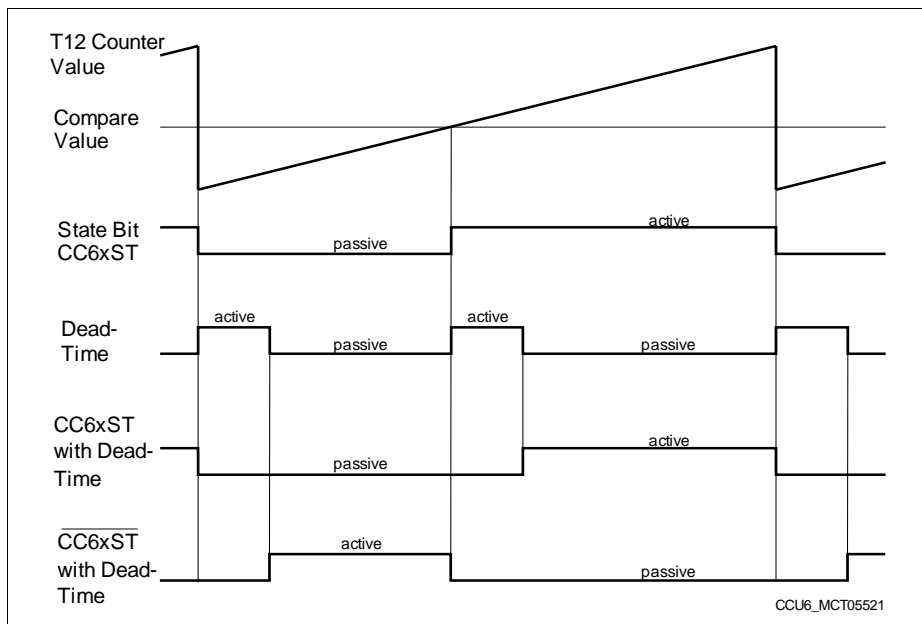 T12 Counter
Value
Compare
Value
State Bit
CC6xST
passive
active
Dead-
Time
active
passive
active
passive
CC6xST
with Dead-
Time
passive
active
CC6xST
with Dead-
Time
active
passive
CCU6_MCT05521